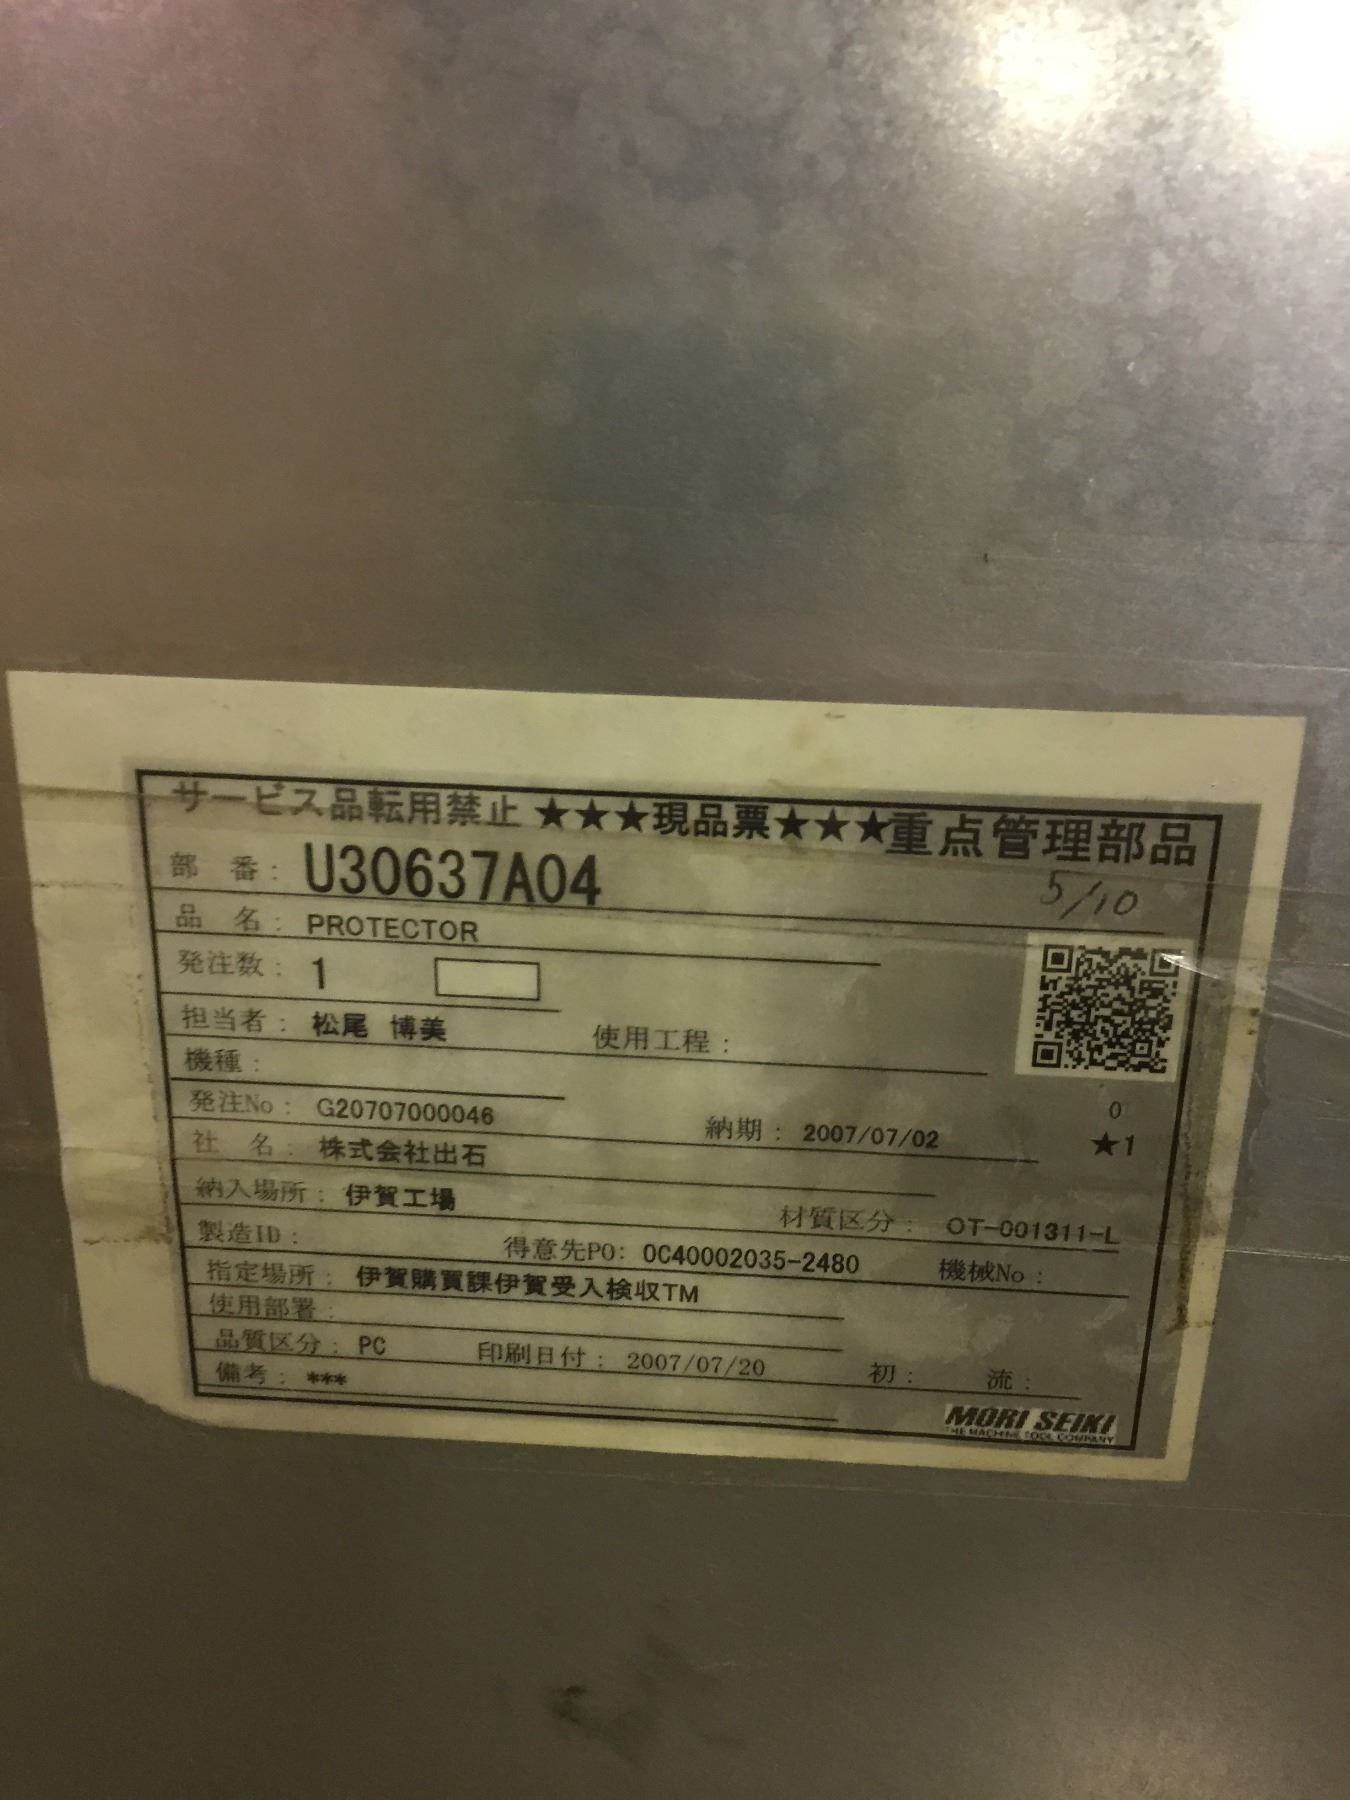 サービス品転用禁止 ★★★現品票★★★重点管理部品
部 番: U30637A04
5/10
品 名: PROTECTOR
発注数: 1
担当者: 松尾 博美 使用工程:
機種:
発注No: G20707000046 納期: 2007/07/02
0
★1
社 名: 株式会社出石
納入場所: 伊賀工場 材質区分: OT-001311-L
製造ID: 得意先PO: OC40002035-2480 機械No:
指定場所: 伊賀購買課伊賀受入検収TM
使用部署:
品質区分: PC 印刷日付: 2007/07/20 初: 流:
備考: ***
MORI SEIKI
THE MACHINE TOOL COMPANY